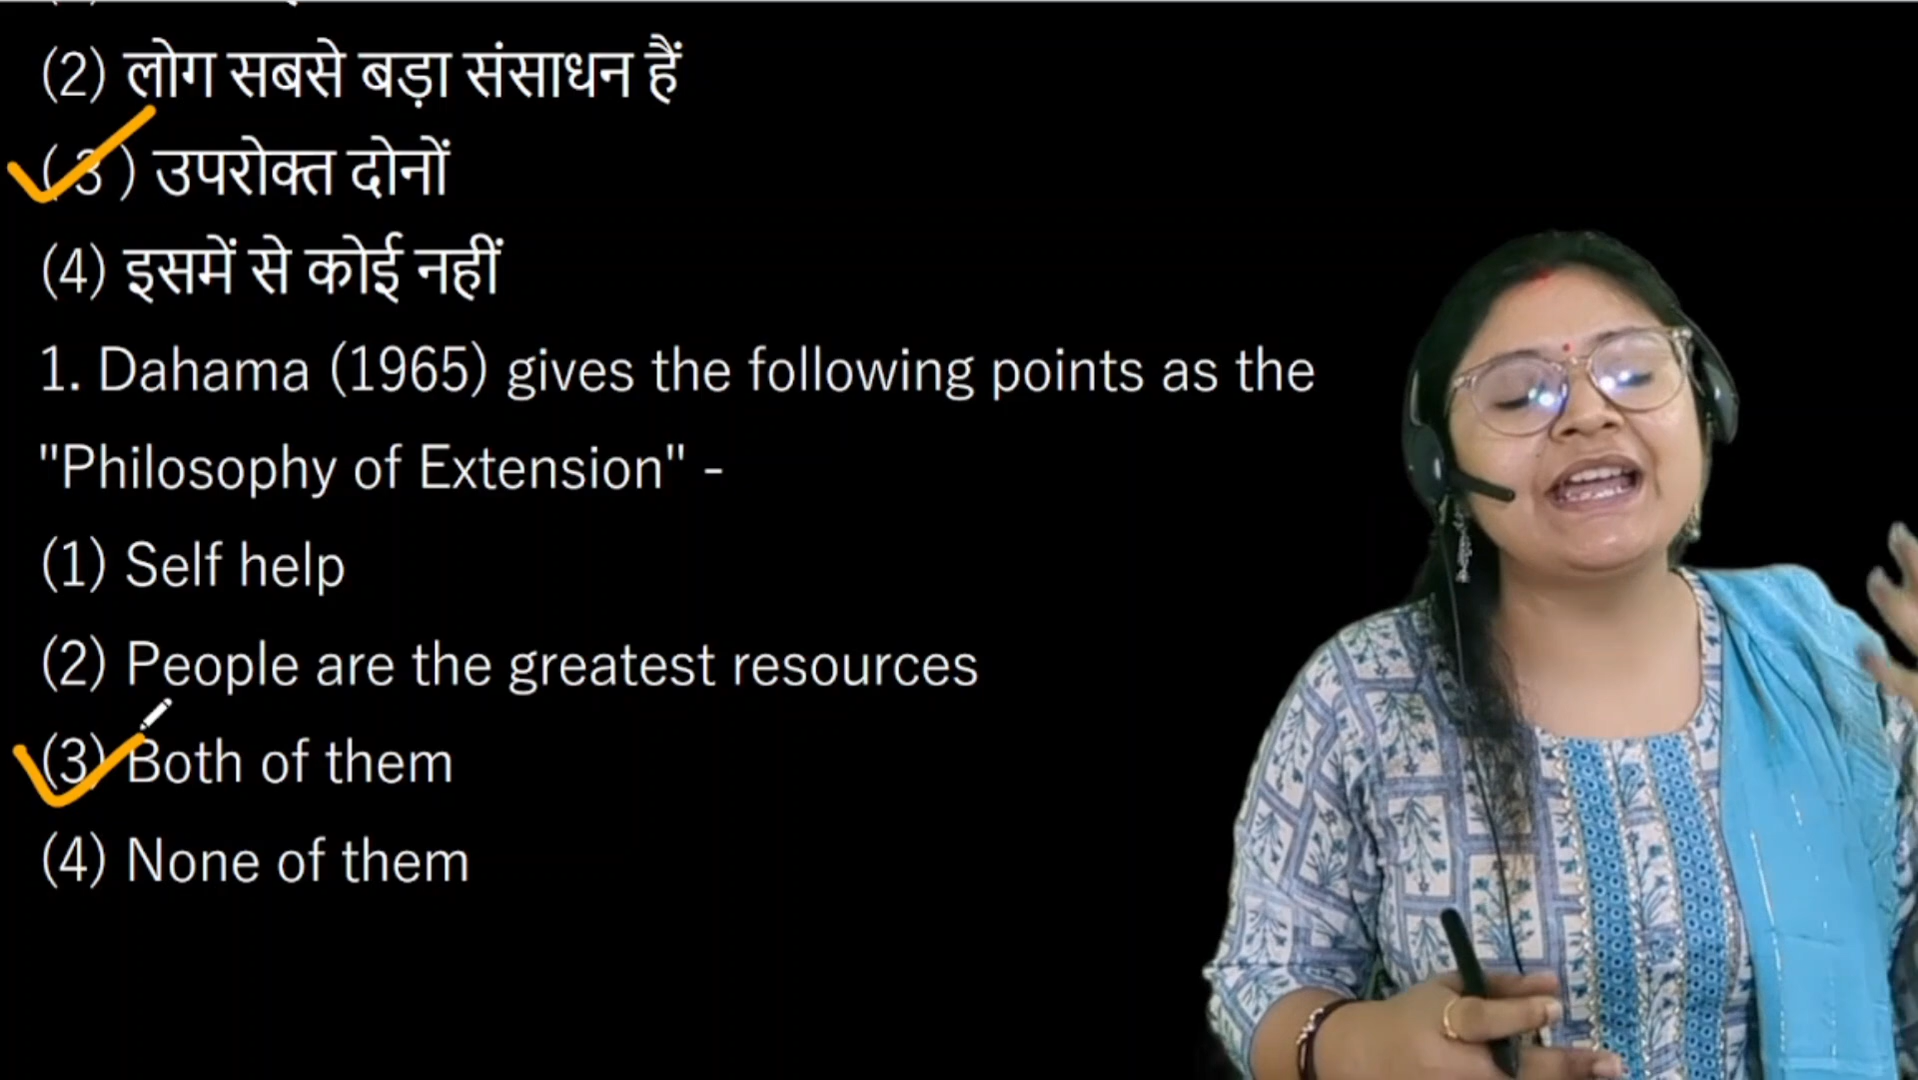 (2) लोग सबसे बड़ा संसाधन हैं
(3) उपरोक्त दोनों
(4) इसमें से कोई नहीं
1. Dahama (1965) gives the following points as the
"Philosophy of Extension" -
(1) Self help
(2) People are the greatest resources
(3) Both of them
(4) None of them